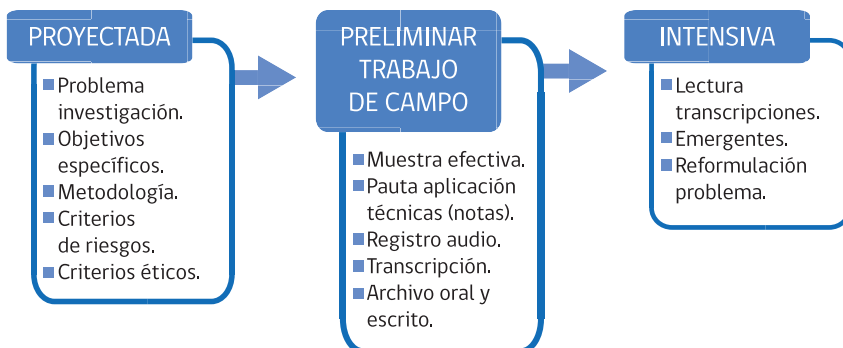 PROYECTADA
■ Problema
investigación.
■ Objetivos
específicos.
■ Metodología.
■ Criterios
de riesgos.
■ Criterios éticos.
PRELIMINAR
TRABAJO
DE CAMPO
■ Muestra efectiva.
■ Pauta aplicación
técnicas (notas).
■ Registro audio.
■ Transcripción.
■ Archivo oral y
escrito.
INTENSIVA
■ Lectura
transcripciones.
■ Emergentes.
■ Reformulación
problema.